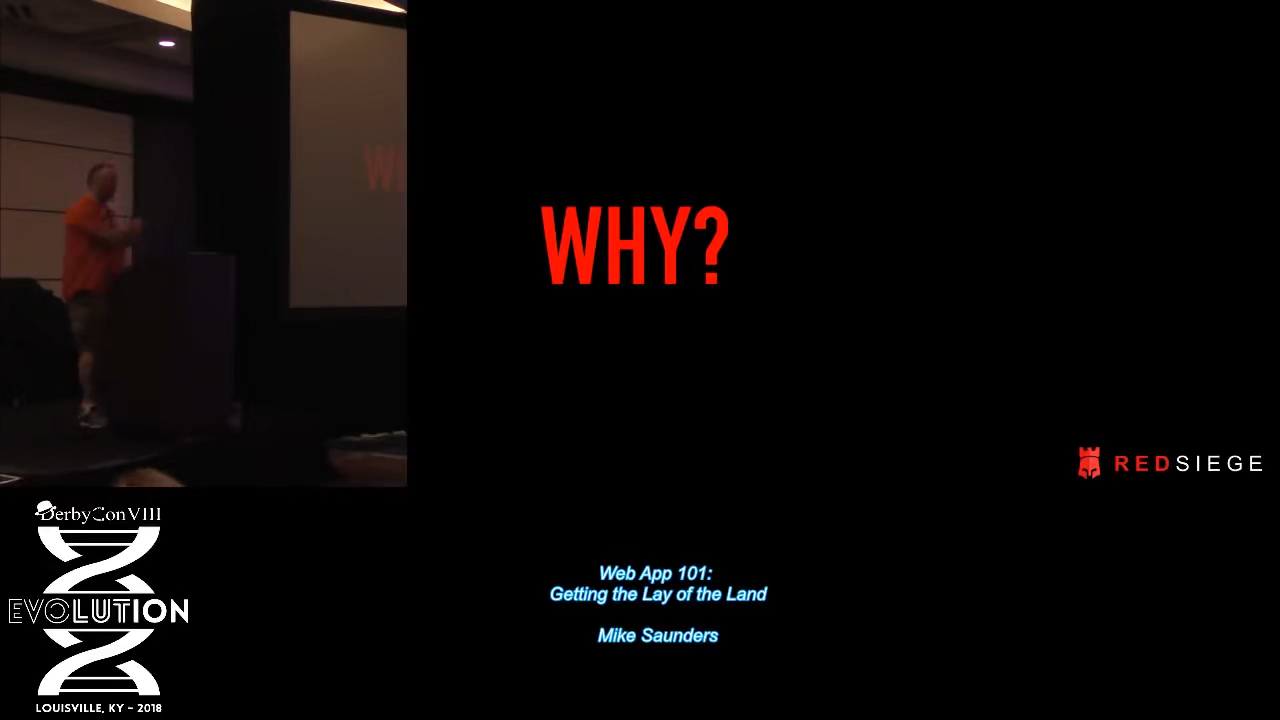 WHY?
REDSIEGE
DerbyCon VIII
EVOLUTION
LOUISVILLE, KY - 2018
Web App 101:
Getting the Lay of the Land
Mike Saunders